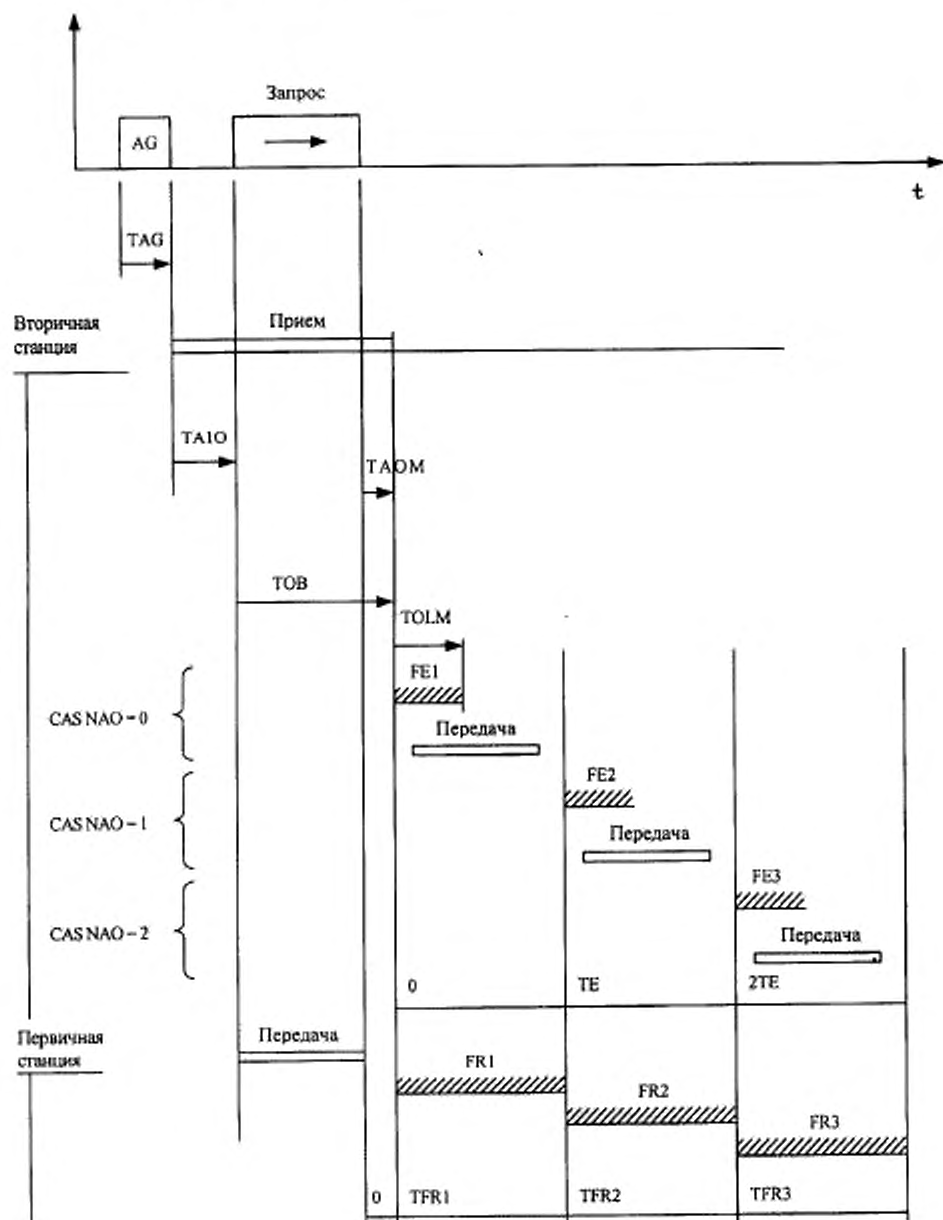 Запрос
AG
t
TAG
Вторичная
станция
Прием
TA1O
TAOM
TOB
TOLM
FE1
CAS NAO = 0
Передача
FE2
CAS NAO = 1
Передача
FE3
CAS NAO = 2
Передача
0
TE
2TE
Первичная
станция
Передача
FR1
FR2
FR3
0
TFR1
TFR2
TFR3